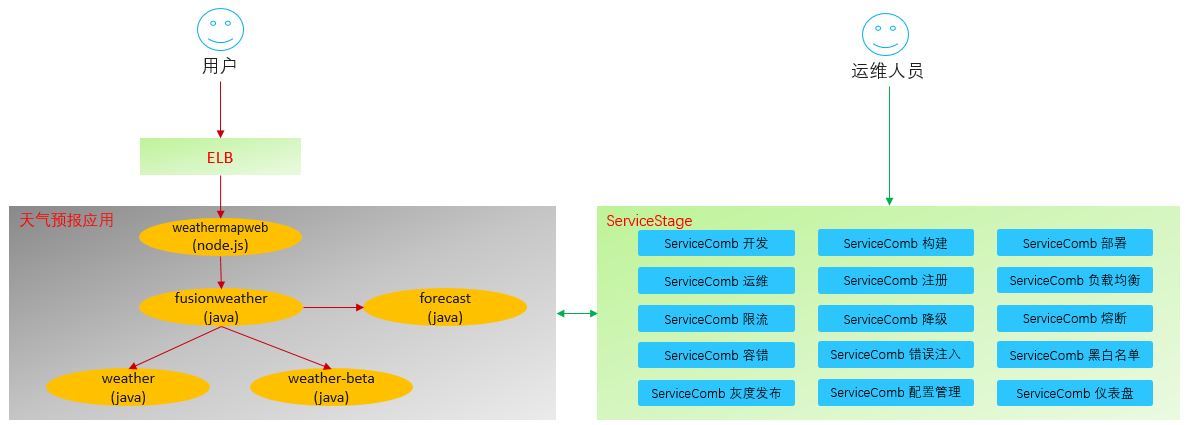 用户
运维人员
ELB
天气预报应用
weathermapweb
(node.js)
fusionweather
(java)
forecast
(java)
weather
(java)
weather-beta
(java)
ServiceStage
ServiceComb 开发
ServiceComb 构建
ServiceComb 部署
ServiceComb 运维
ServiceComb 注册
ServiceComb 负载均衡
ServiceComb 限流
ServiceComb 降级
ServiceComb 熔断
ServiceComb 容错
ServiceComb 错误注入
ServiceComb 黑白名单
ServiceComb 灰度发布
ServiceComb 配置管理
ServiceComb 仪表盘